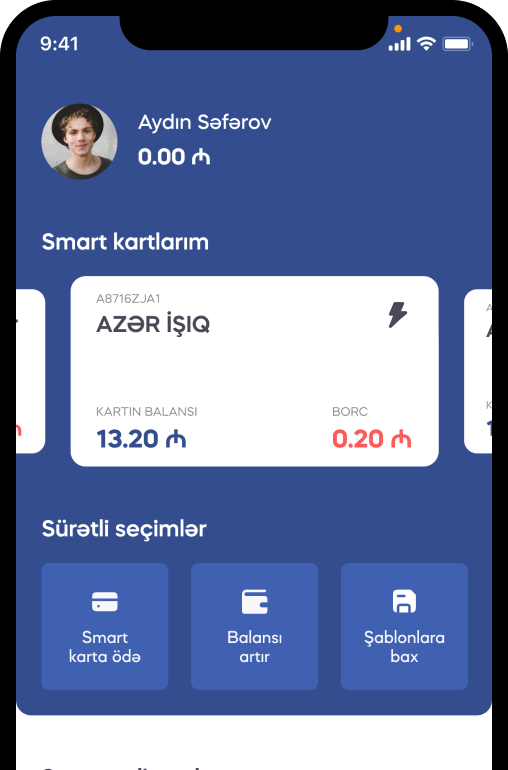 9:41
Aydın Səfərov
0.00 ₼
Smart kartlarım
A8716ZJA1
AZƏR İŞIQ
KARTIN BALANSI
BORC
13.20 ₼
0.20 ₼
Sürətli seçimlər
Smart
karta ödə
Balansı
artır
Şablonlara
bax